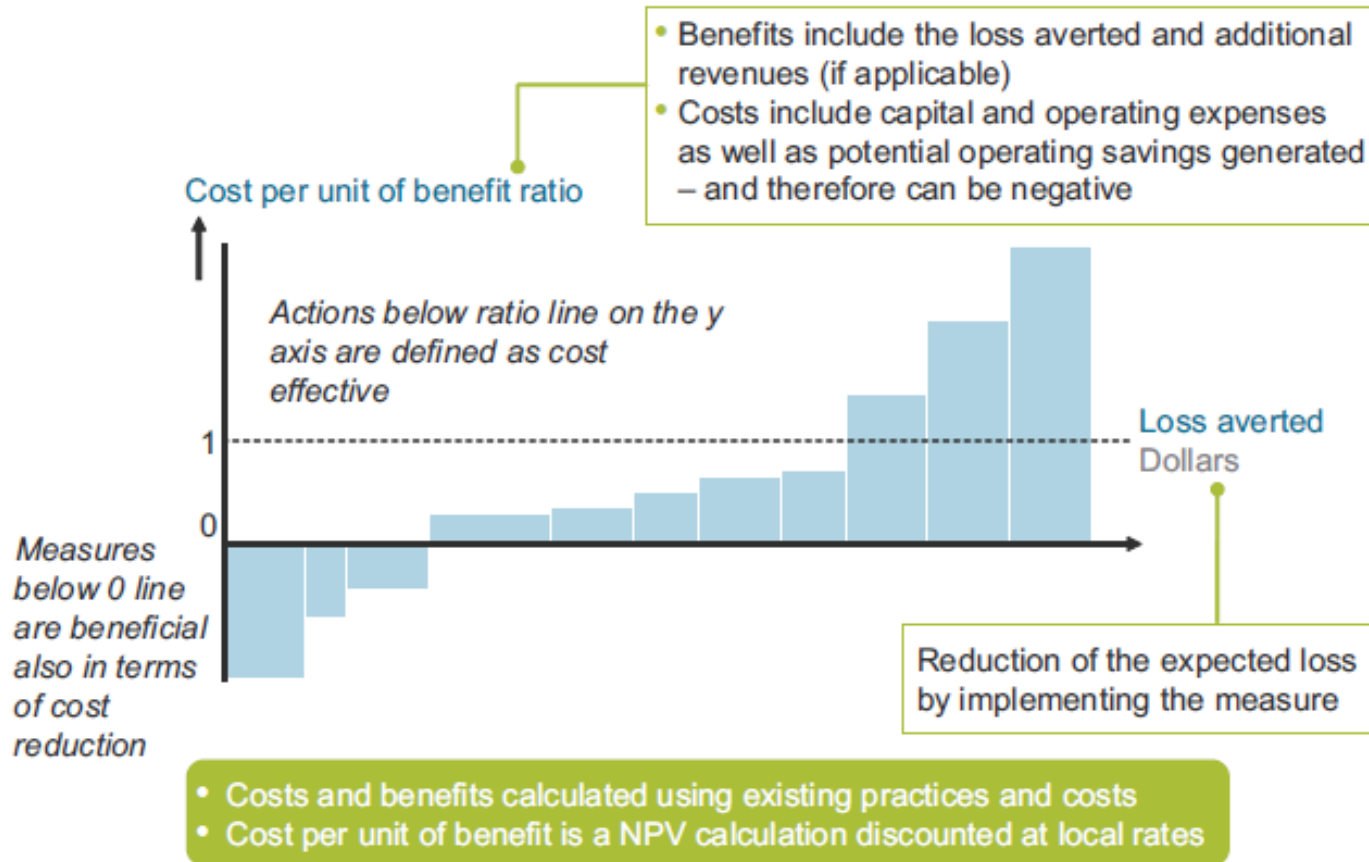 • Benefits include the loss averted and additional
revenues (if applicable)
• Costs include capital and operating expenses
as well as potential operating savings generated
– and therefore can be negative
Cost per unit of benefit ratio
Actions below ratio line on the y
axis are defined as cost
effective
1
Loss averted
Dollars
0
Measures
below 0 line
are beneficial
also in terms
of cost
reduction
Reduction of the expected loss
by implementing the measure
• Costs and benefits calculated using existing practices and costs
• Cost per unit of benefit is a NPV calculation discounted at local rates